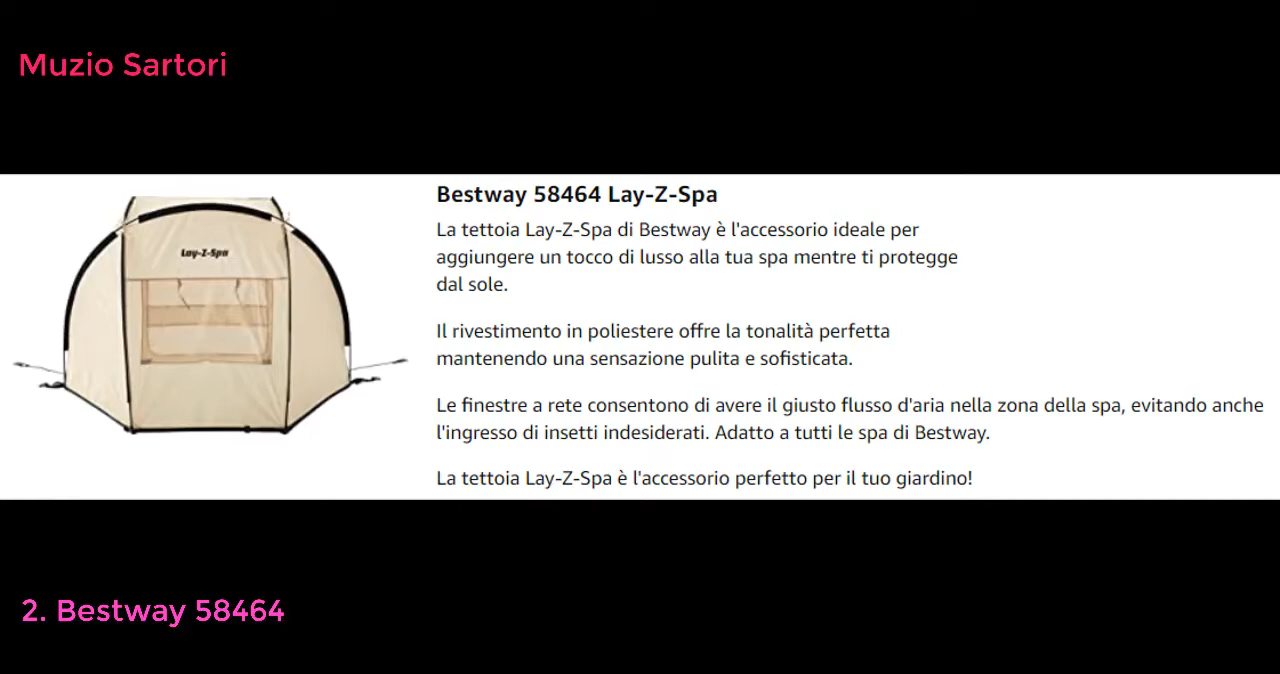 Muzio Sartori
Lay-Z-Spa
Bestway 58464 Lay-Z-Spa
La tettoia Lay-Z-Spa di Bestway è l'accessorio ideale per
aggiungere un tocco di lusso alla tua spa mentre ti protegge
dal sole.
Il rivestimento in poliestere offre la tonalità perfetta
mantenendo una sensazione pulita e sofisticata.
Le finestre a rete consentono di avere il giusto flusso d'aria nella zona della spa, evitando anche
l'ingresso di insetti indesiderati. Adatto a tutti le spa di Bestway.
La tettoia Lay-Z-Spa è l'accessorio perfetto per il tuo giardino!
2. Bestway 58464